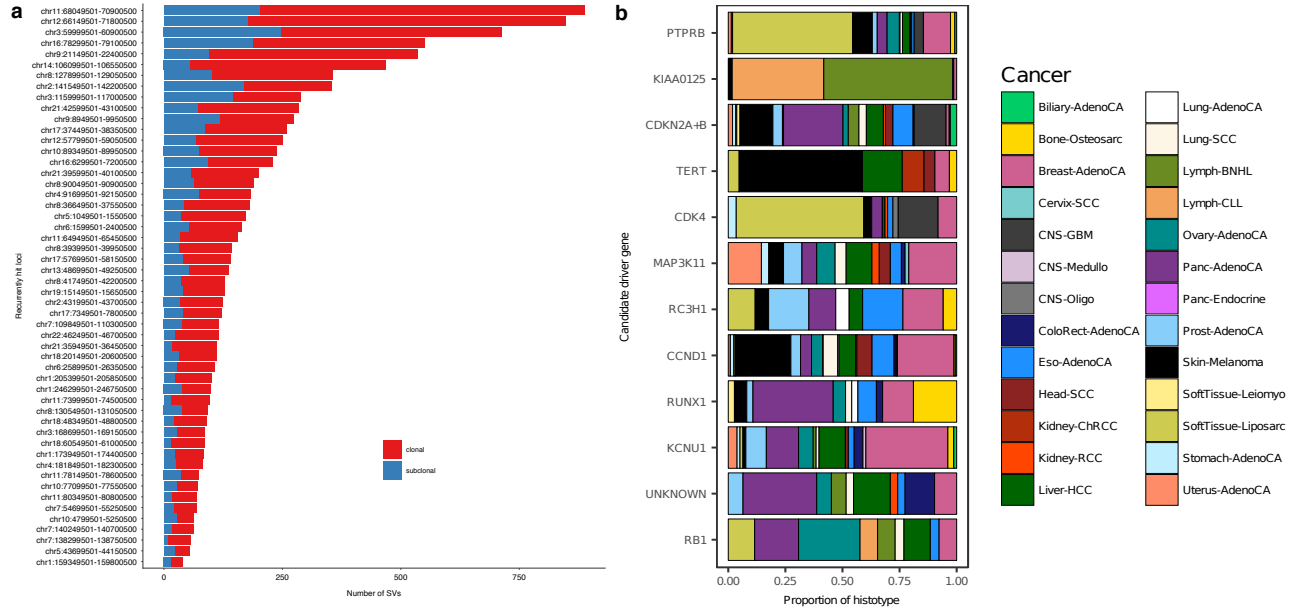 a
chr11:68049501-70900500
chr12:66149501-71800500
chr3:59999501-60900500
chr16:78299501-79100500
chr9:21149501-22400500
chr14:106099501-106550500
chr8:127899501-129050500
chr2:141549501-142200500
chr3:115999501-117000500
chr21:42599501-43100500
chr9:8949501-9950500
chr17:37449501-38350500
chr12:57799501-59050500
chr10:89349501-89950500
chr16:6299501-7200500
chr21:39599501-40100500
chr8:90049501-90900500
chr4:91699501-92150500
chr8:36649501-37550500
chr5:1049501-1550500
chr6:1599501-2400500
chr11:64949501-65450500
chr8:39399501-39950500
chr17:57699501-58150500
chr13:48699501-49250500
chr8:41749501-42200500
chr19:15149501-15650500
chr2:43199501-43700500
chr17:7349501-7800500
chr7:109849501-110300500
chr22:46249501-46700500
chr21:35949501-36450500
chr18:20149501-20600500
chr6:25899501-26350500
chr1:205399501-205850500
chr1:246299501-246750500
chr11:73999501-74500500
chr8:130549501-131050500
chr18:48349501-48800500
chr3:168699501-169150500
chr18:60549501-61000500
chr1:173949501-174400500
chr4:181849501-182300500
chr11:78149501-78600500
chr10:77099501-77550500
chr11:80349501-80800500
chr7:54699501-55250500
chr10:4799501-5250500
chr7:140249501-140700500
chr7:138299501-138750500
chr5:43699501-44150500
chr1:159349501-159800500
Recurrently hit loci
0 250 500 750
Number of SVs
clonal
subclonal
b
PTPRB
KIAA0125
CDKN2A+B
TERT
CDK4
MAP3K11
RC3H1
CCND1
RUNX1
KCNU1
UNKNOWN
RB1
Candidate driver gene
0.00 0.25 0.50 0.75 1.00
Proportion of histotype
Cancer
Biliary-AdenoCA
Bone-Osteosarc
Breast-AdenoCA
Cervix-SCC
CNS-GBM
CNS-Medullo
CNS-Oligo
ColoRect-AdenoCA
Eso-AdenoCA
Head-SCC
Kidney-ChRCC
Kidney-RCC
Liver-HCC
Lung-AdenoCA
Lung-SCC
Lymph-BNHL
Lymph-CLL
Ovary-AdenoCA
Panc-AdenoCA
Panc-Endocrine
Prost-AdenoCA
Skin-Melanoma
SoftTissue-Leiomyo
SoftTissue-Liposarc
Stomach-AdenoCA
Uterus-AdenoCA